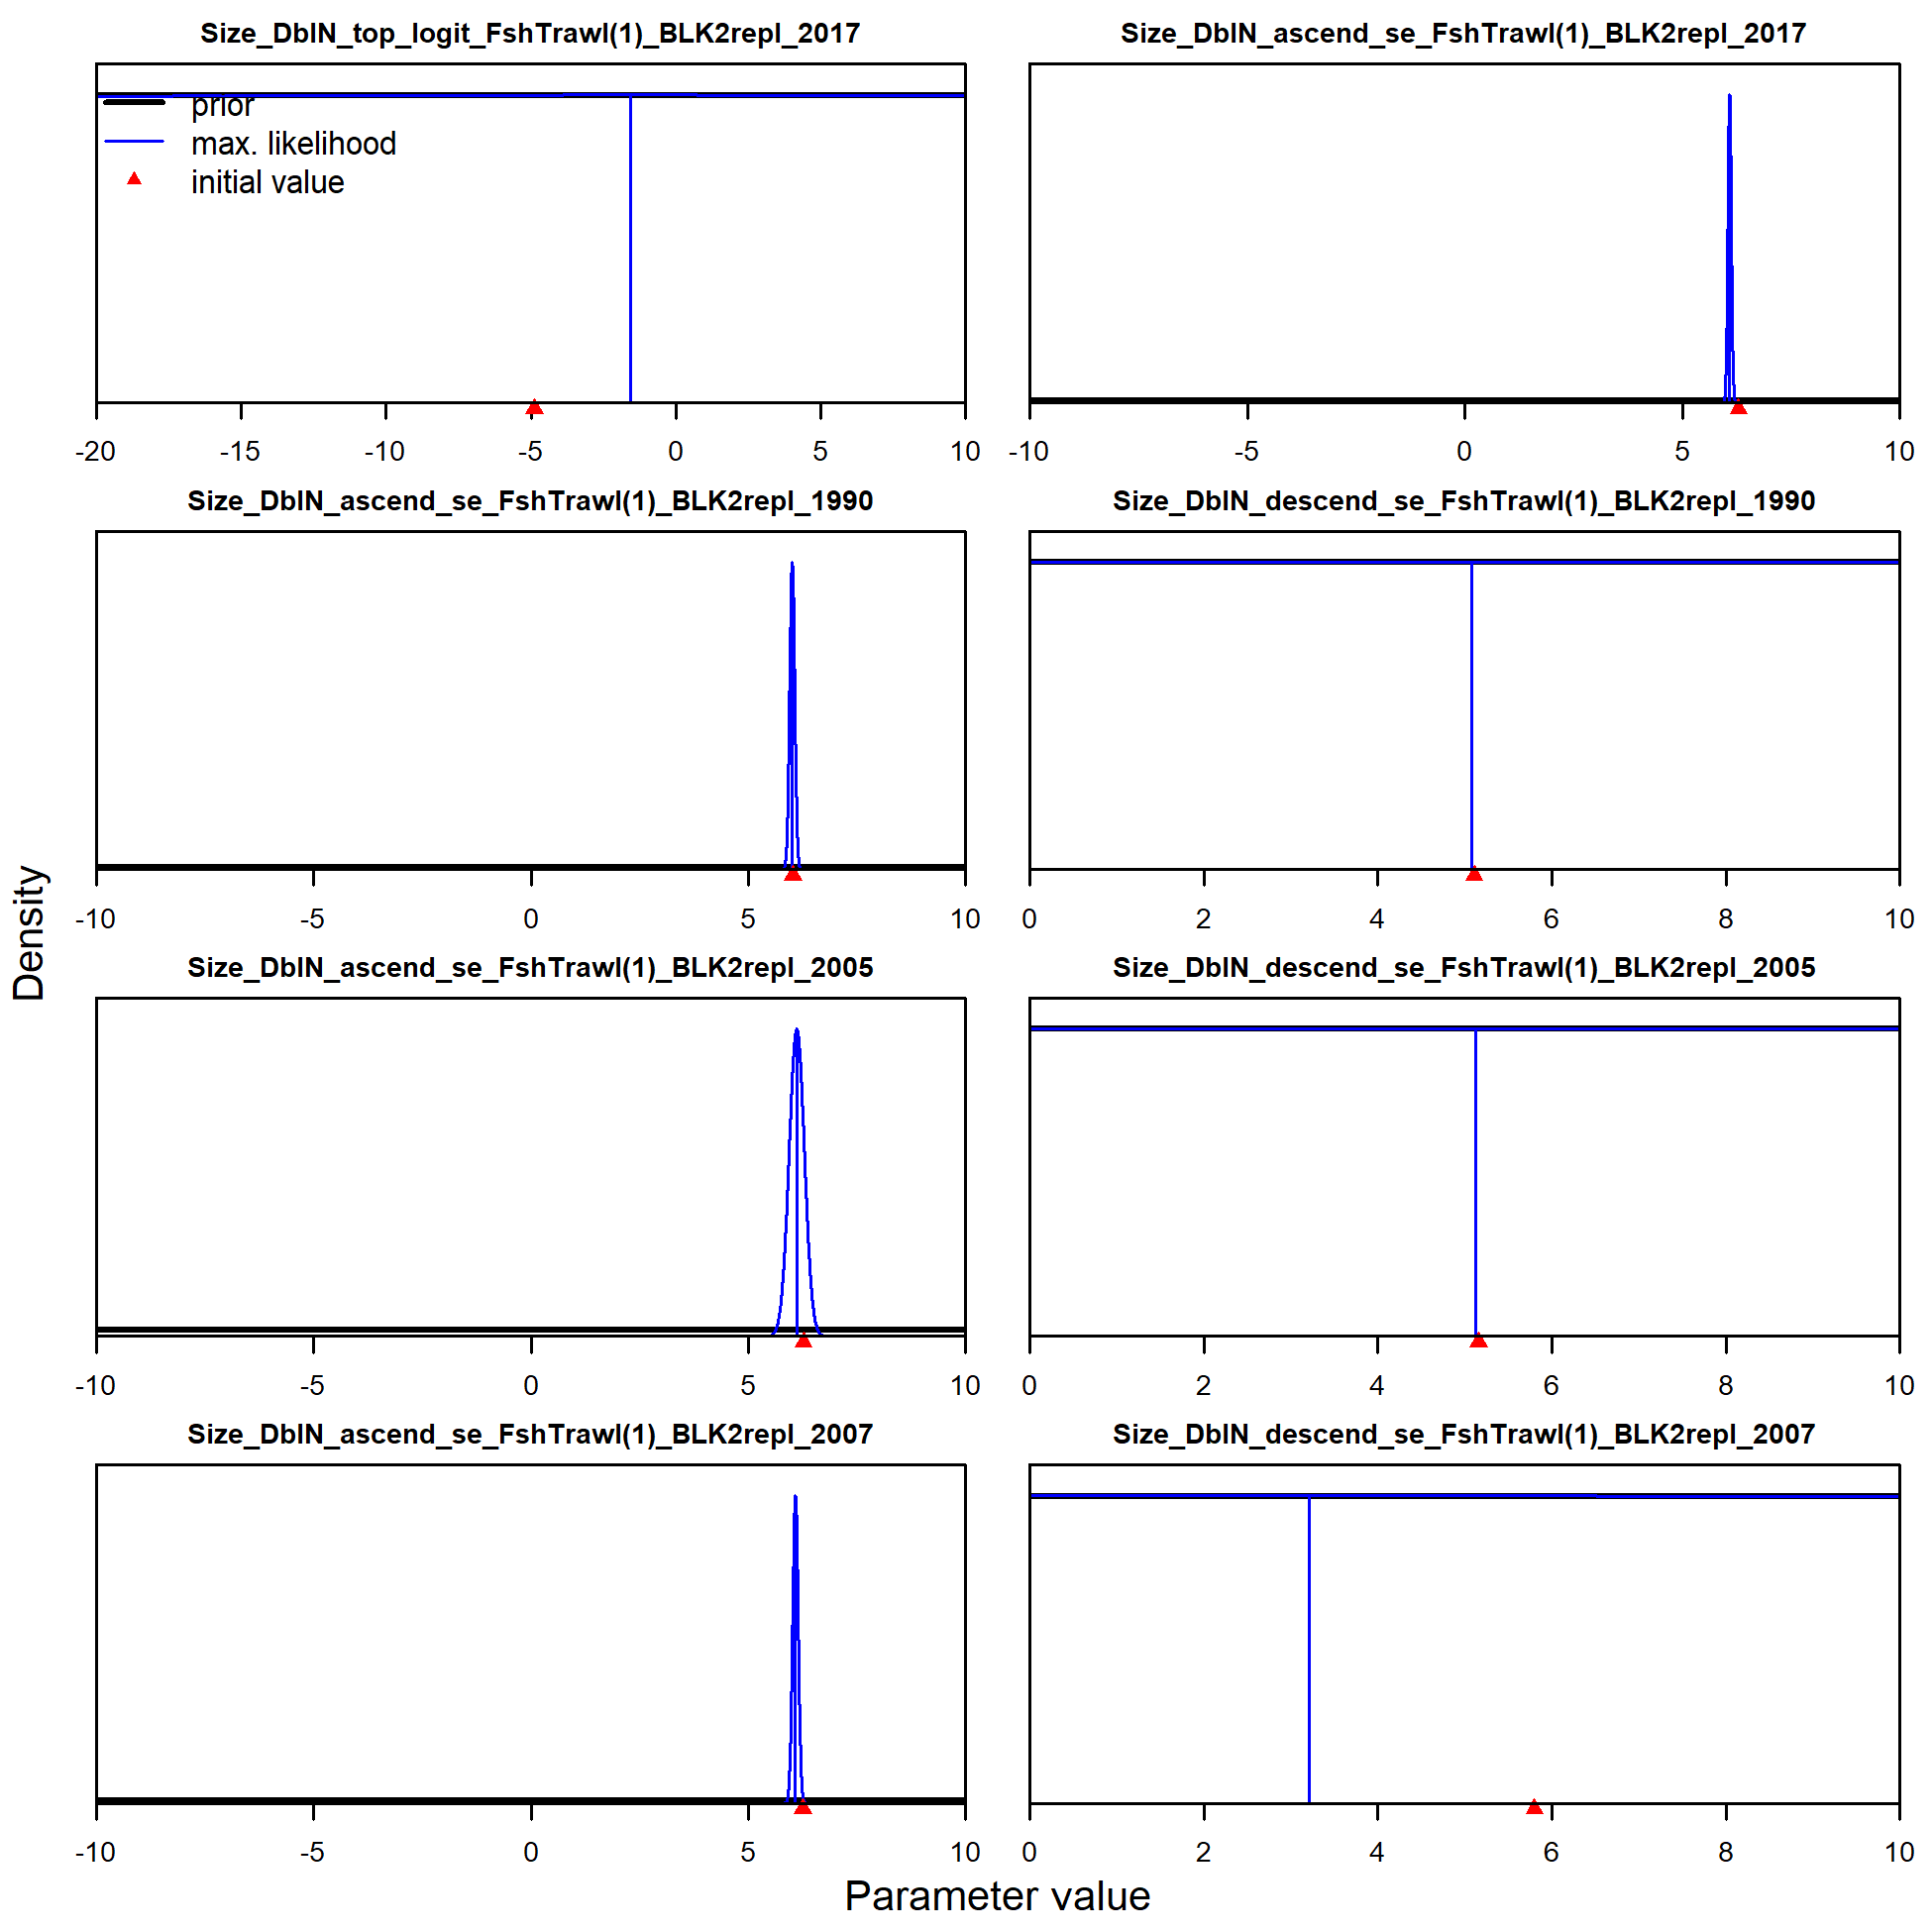 Size_DblN_top_logit_FshTrawl(1)_BLK2repl_2017
Size_DblN_ascend_se_FshTrawl(1)_BLK2repl_2017
prior
max. likelihood
initial value
-20 -15 -10 -5 0 5 10
-10 -5 0 5 10
Size_DblN_ascend_se_FshTrawl(1)_BLK2repl_1990
Size_DblN_descend_se_FshTrawl(1)_BLK2repl_1990
-10 -5 0 5 10
0 2 4 6 8 10
Density
Size_DblN_ascend_se_FshTrawl(1)_BLK2repl_2005
Size_DblN_descend_se_FshTrawl(1)_BLK2repl_2005
-10 -5 0 5 10
0 2 4 6 8 10
Size_DblN_ascend_se_FshTrawl(1)_BLK2repl_2007
Size_DblN_descend_se_FshTrawl(1)_BLK2repl_2007
-10 -5 0 5 10
0 2 4 6 8 10
Parameter value